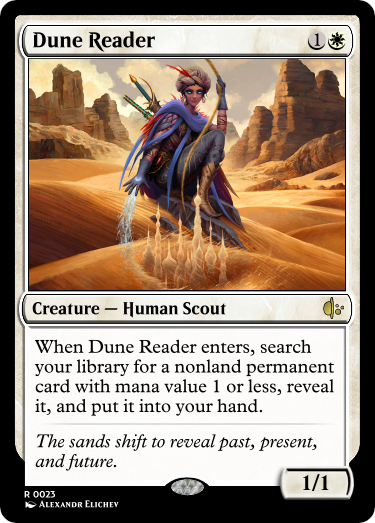 Dune Reader 1
Creature — Human Scout
When Dune Reader enters, search
your library for a nonland permanent
card with mana value 1 or less, reveal
it, and put it into your hand.
The sands shift to reveal past, present,
and future.
1/1
R 0023
Alexandr Elichev